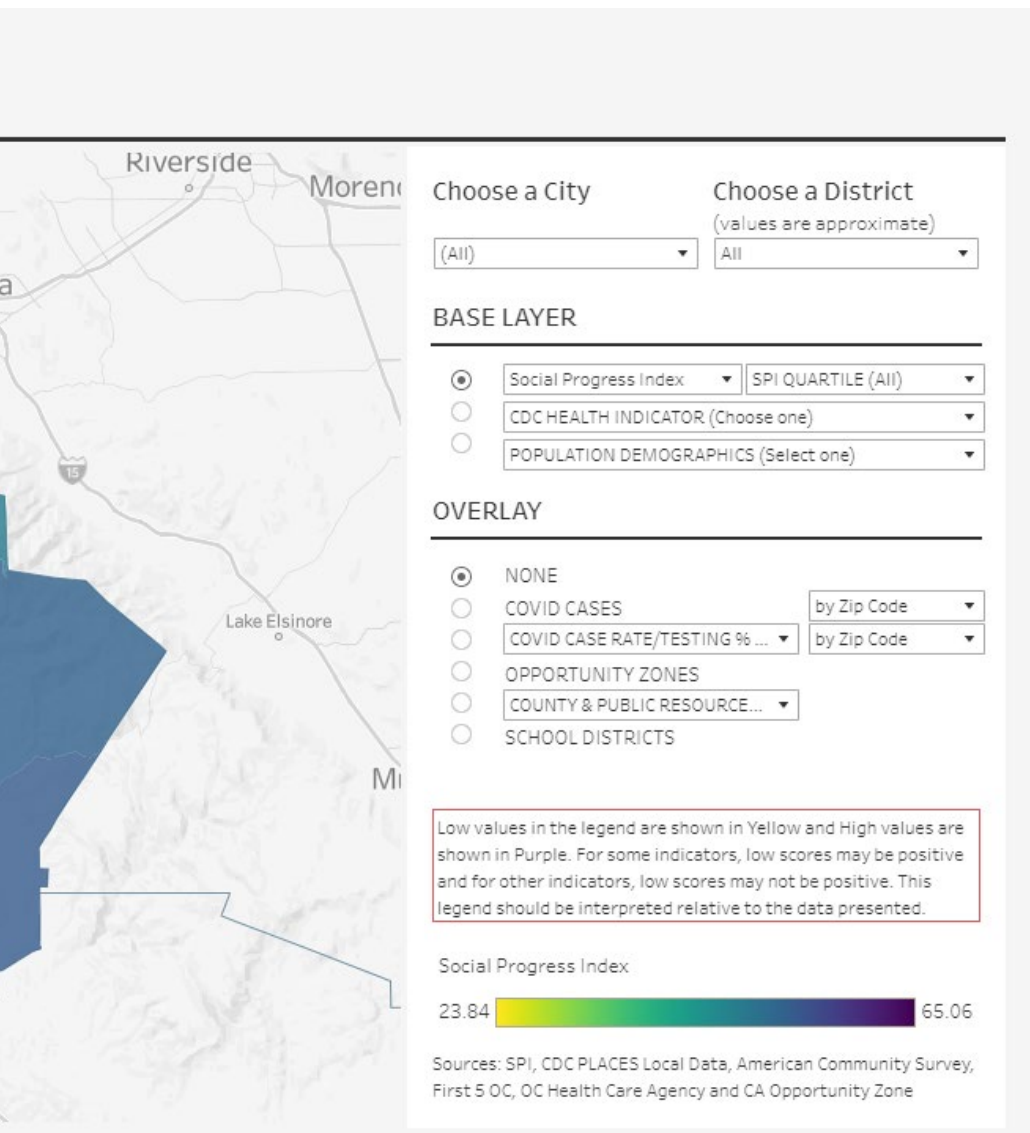 Riverside
Choose a City
Choose a District
(values are approximate)
(All)
All
BASE LAYER
Social Progress Index
SPI QUARTILE (All)
CDC HEALTH INDICATOR (Choose one)
POPULATION DEMOGRAPHICS (Select one)
15
OVERLAY
NONE
COVID CASES
by Zip Code
Lake Elsinore
COVID CASE RATE/TESTING % ...
by Zip Code
OPPORTUNITY ZONES
COUNTY & PUBLIC RESOURCE...
SCHOOL DISTRICTS
Low values in the legend are shown in Yellow and High values are
shown in Purple. For some indicators, low scores may be positive
and for other indicators, low scores may not be positive. This
legend should be interpreted relative to the data presented.
Social Progress Index
23.84
65.06
Sources: SPI, CDC PLACES Local Data, American Community Survey,
First 5 OC, OC Health Care Agency and CA Opportunity Zone